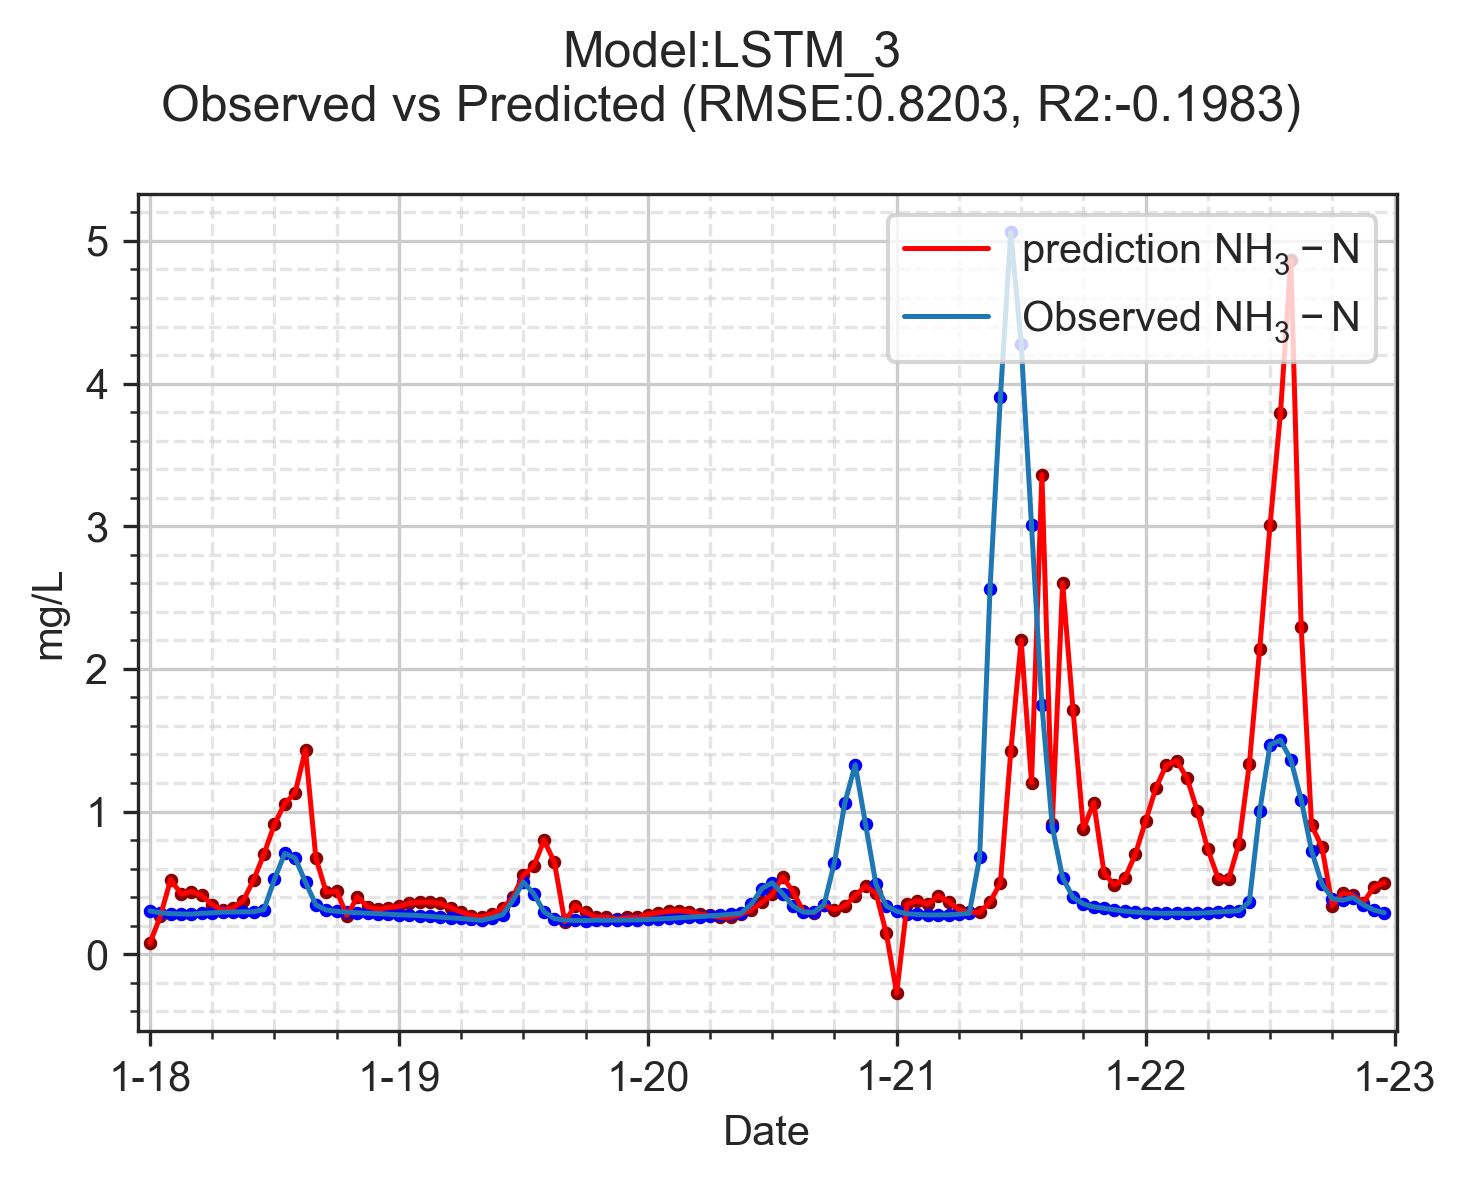 Model:LSTM_3
Observed vs Predicted (RMSE:0.8203, R2:-0.1983)
prediction NH₃ − N
Observed NH₃ − N
5
4
3
2
1
0
mg/L
1-18 1-19 1-20 1-21 1-22 1-23
Date